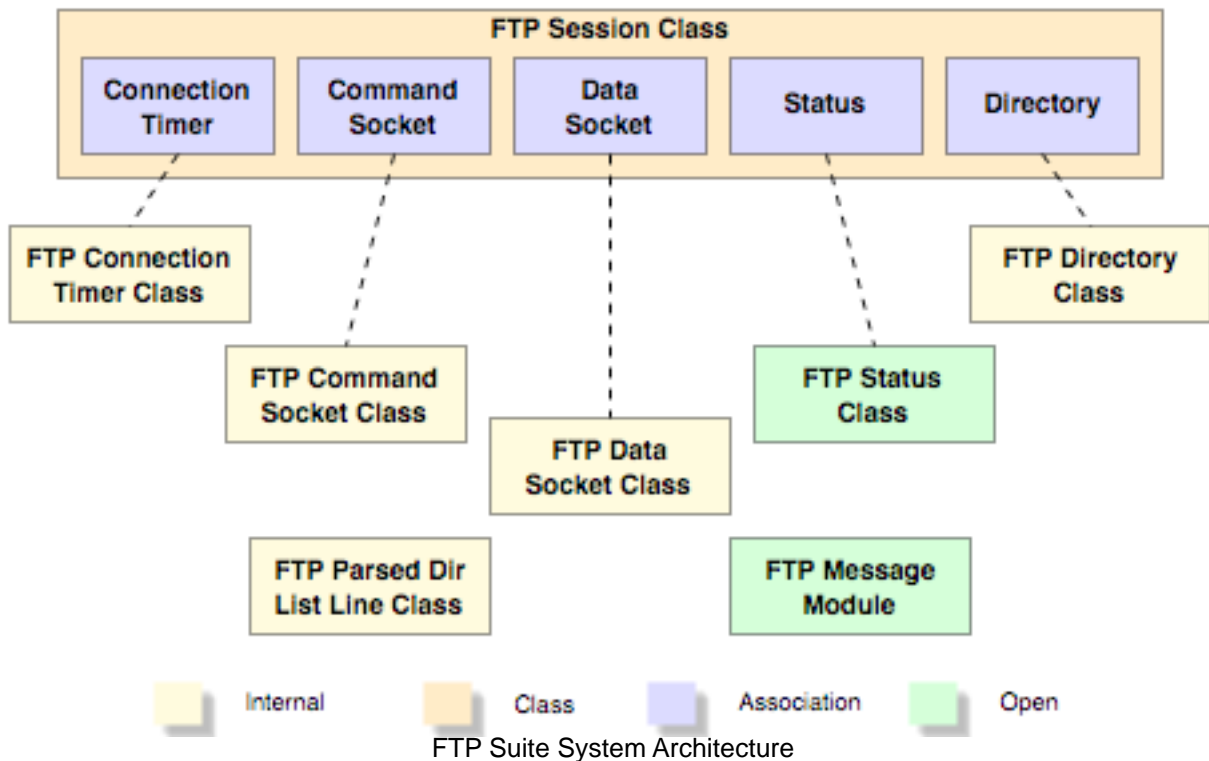 FTP Session Class
Connection
Timer
Command
Socket
Data
Socket
Status
Directory
FTP Connection
Timer Class
FTP Directory
Class
FTP Command
Socket Class
FTP Status
Class
FTP Data
Socket Class
FTP Parsed Dir
List Line Class
FTP Message
Module
Internal
Class
Association
Open
FTP Suite System Architecture